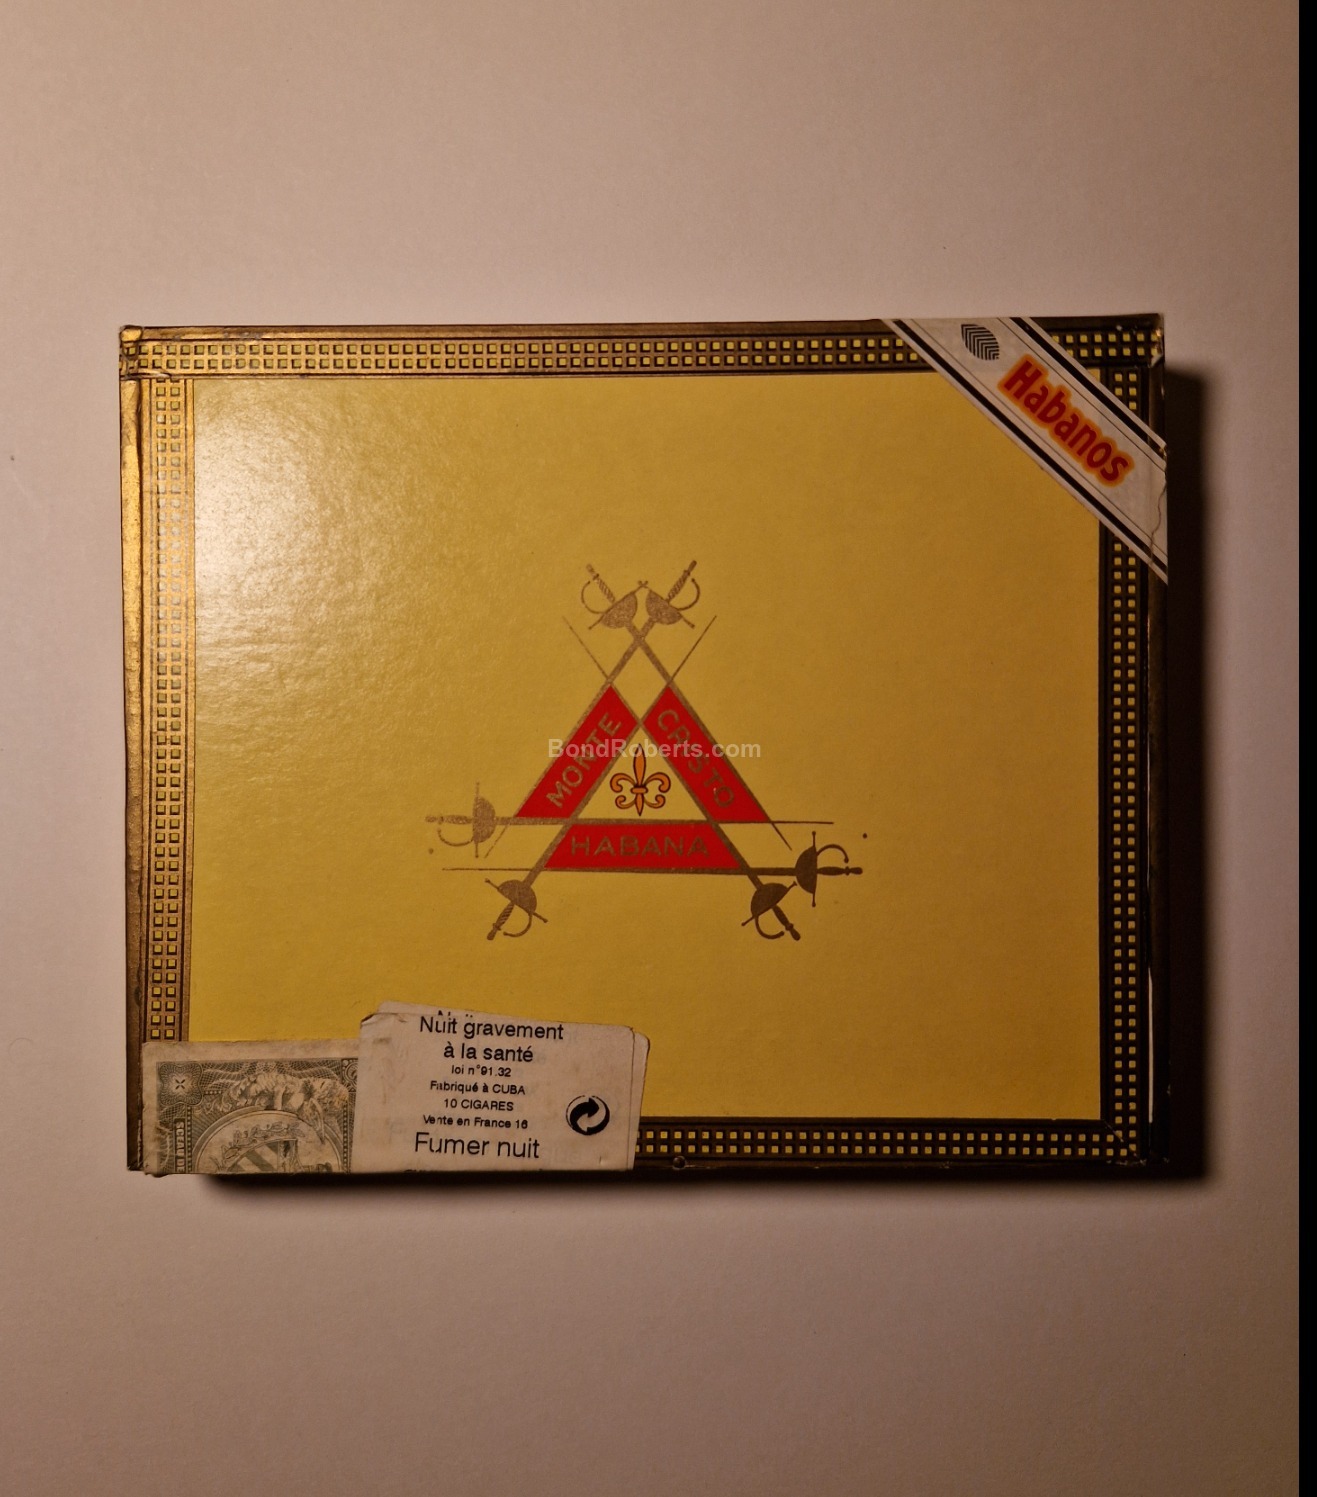 Habanos
MONTE
CRISTO
BondRoberts.com
HABANA
Nuit gravement
à la santé
loi n°91.32
Fabriqué à CUBA
10 CIGARES
Vente en France 16
Fumer nuit